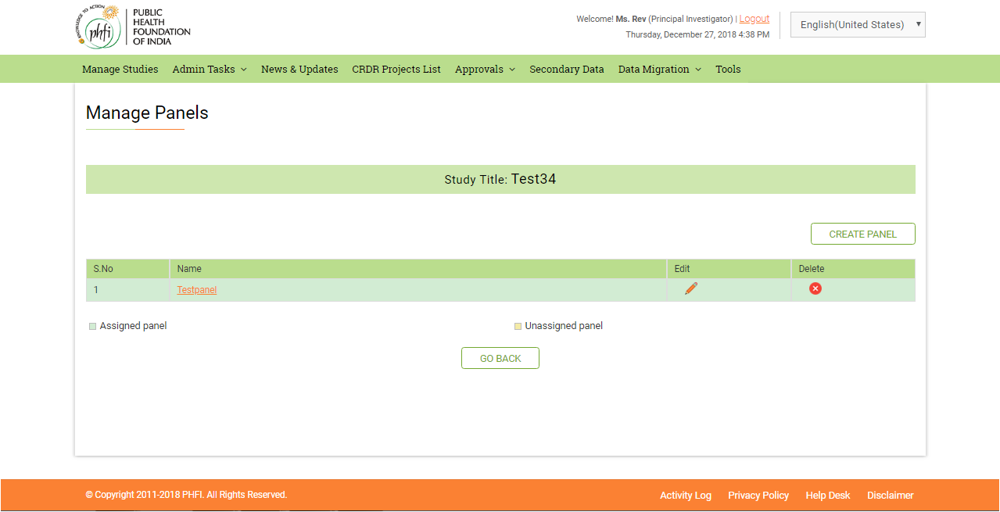 KNOWLEDGE TO ACTION
phfi
PUBLIC
HEALTH
FOUNDATION
OF INDIA
Welcome! Ms. Rev (Principal Investigator) | Logout
Thursday, December 27, 2018 4:38 PM
English(United States)
Manage Studies Admin Tasks News & Updates CRDR Projects List Approvals Secondary Data Data Migration Tools
Manage Panels
Study Title: Test34
CREATE PANEL
S.No Name Edit Delete
1 Testpanel
Assigned panel Unassigned panel
GO BACK
© Copyright 2011-2018 PHFI. All Rights Reserved.
Activity Log Privacy Policy Help Desk Disclaimer